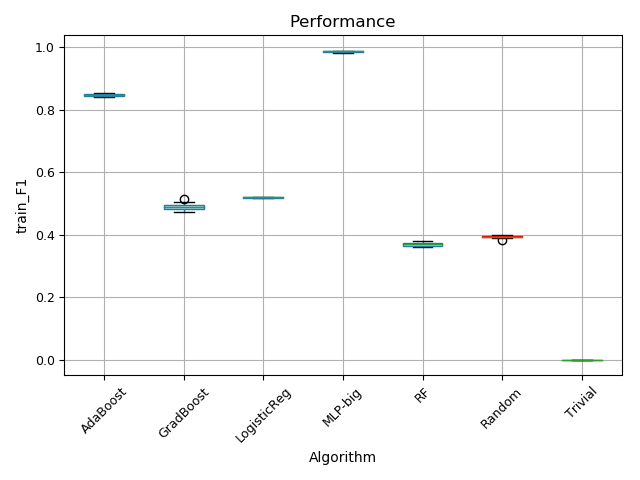 Performance
train_F1
1.0
0.8
0.6
0.4
0.2
0.0
AdaBoost
GradBoost
LogisticReg
MLP-big
RF
Random
Trivial
Algorithm